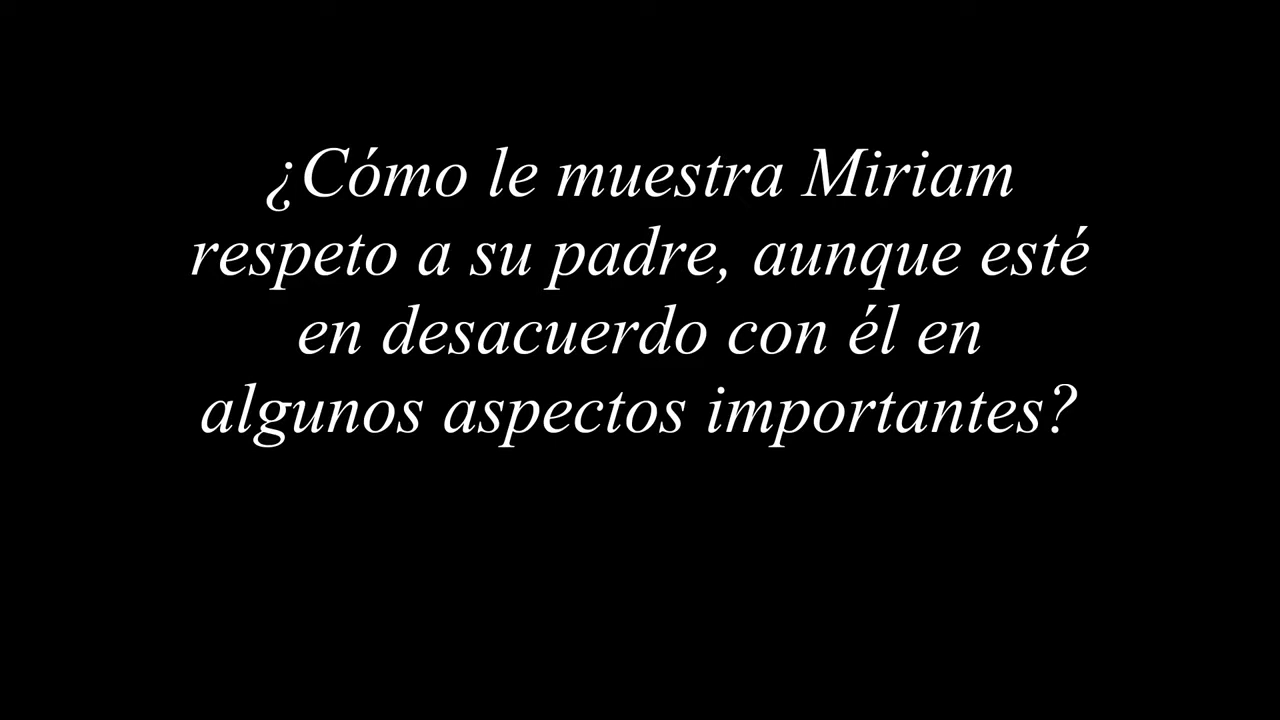 ¿Cómo le muestra Miriam
respeto a su padre, aunque esté
en desacuerdo con él en
algunos aspectos importantes?